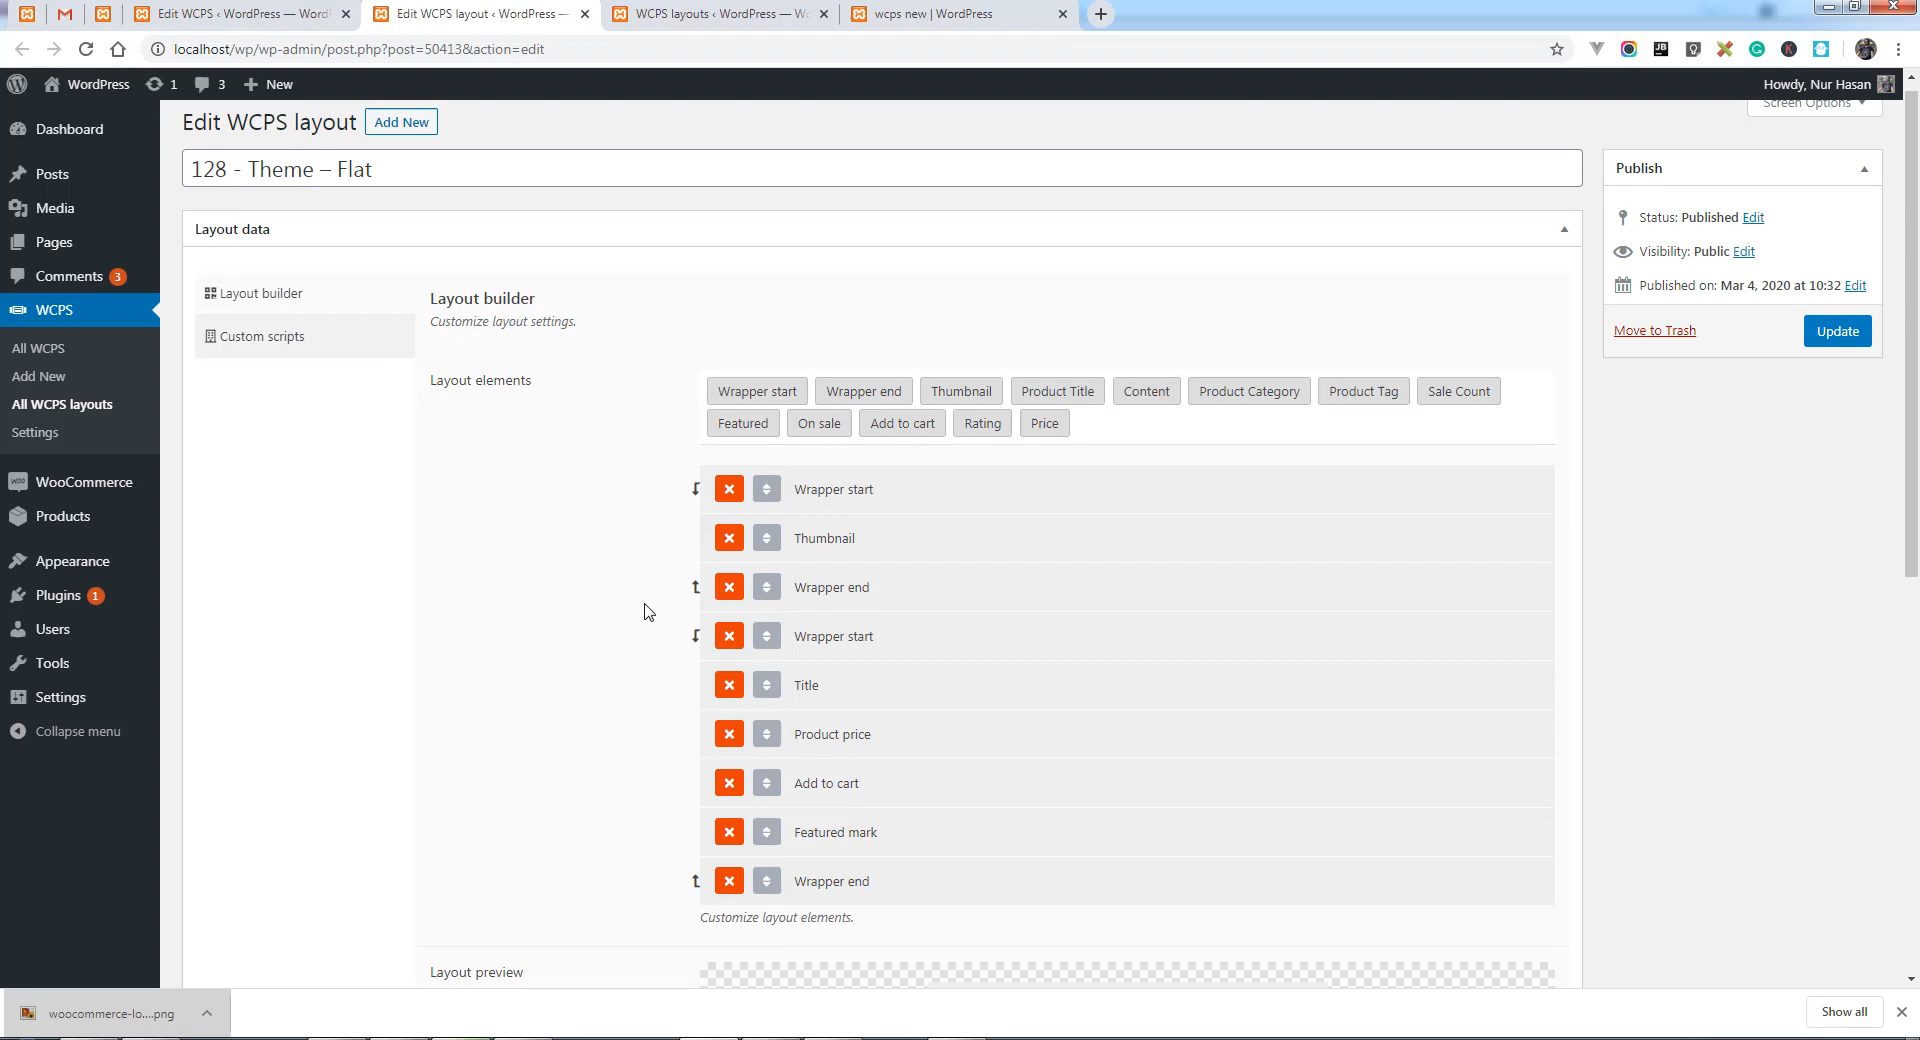 Edit WCPS ‹ WordPress — WordP
Edit WCPS layout ‹ WordPress —
WCPS layouts ‹ WordPress — Wo
wcps new | WordPress
localhost/wp/wp-admin/post.php?post=50413&action=edit
WordPress
1
3
New
Howdy, Nur Hasan
Screen Options
Edit WCPS layout
Add New
128 - Theme – Flat
Dashboard
Posts
Media
Pages
Comments 3
WCPS
All WCPS
Add New
All WCPS layouts
Settings
WooCommerce
Products
Appearance
Plugins 1
Users
Tools
Settings
Collapse menu
Layout data
Layout builder
Custom scripts
Layout builder
Customize layout settings.
Layout elements
Wrapper start
Wrapper end
Thumbnail
Product Title
Content
Product Category
Product Tag
Sale Count
Featured
On sale
Add to cart
Rating
Price
Wrapper start
Thumbnail
Wrapper end
Wrapper start
Title
Product price
Add to cart
Featured mark
Wrapper end
Customize layout elements.
Layout preview
Publish
Status: Published Edit
Visibility: Public Edit
Published on: Mar 4, 2020 at 10:32 Edit
Move to Trash
Update
woocommerce-lo....png
Show all